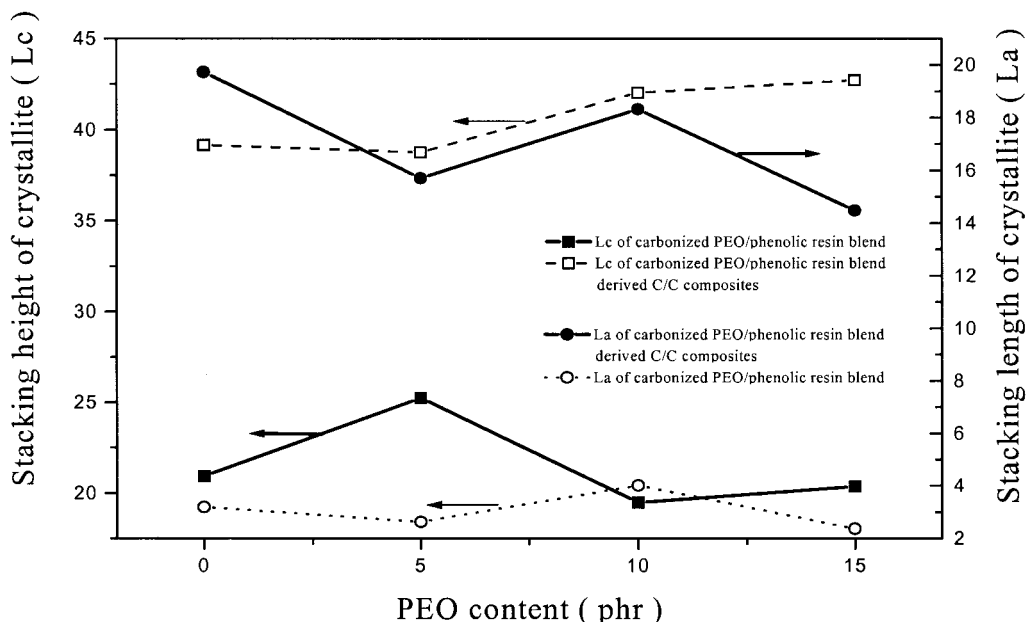 Stacking height of crystallite ( Lc )
45
40
35
30
25
20
Lc of carbonized PEO/phenolic resin blend
Lc of carbonized PEO/phenolic resin blend
derived C/C composites
La of carbonized PEO/phenolic resin blend
derived C/C composites
La of carbonized PEO/phenolic resin blend
20
18
16
14
12
10
8
6
4
2
Stacking length of crystallite ( La )
0
5
10
15
PEO content ( phr )